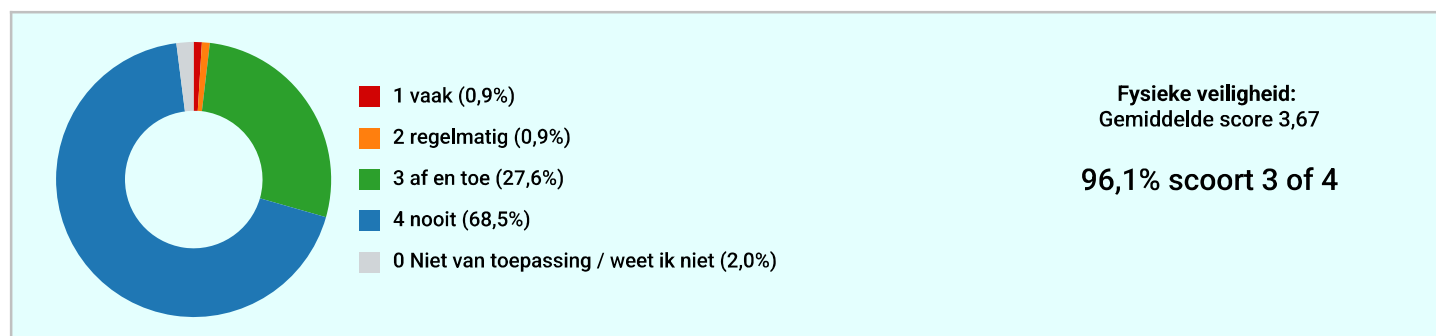 1 vaak (0,9%)
2 regelmatig (0,9%)
3 af en toe (27,6%)
4 nooit (68,5%)
0 Niet van toepassing / weet ik niet (2,0%)
Fysieke veiligheid:
Gemiddelde score 3,67
96,1% scoort 3 of 4